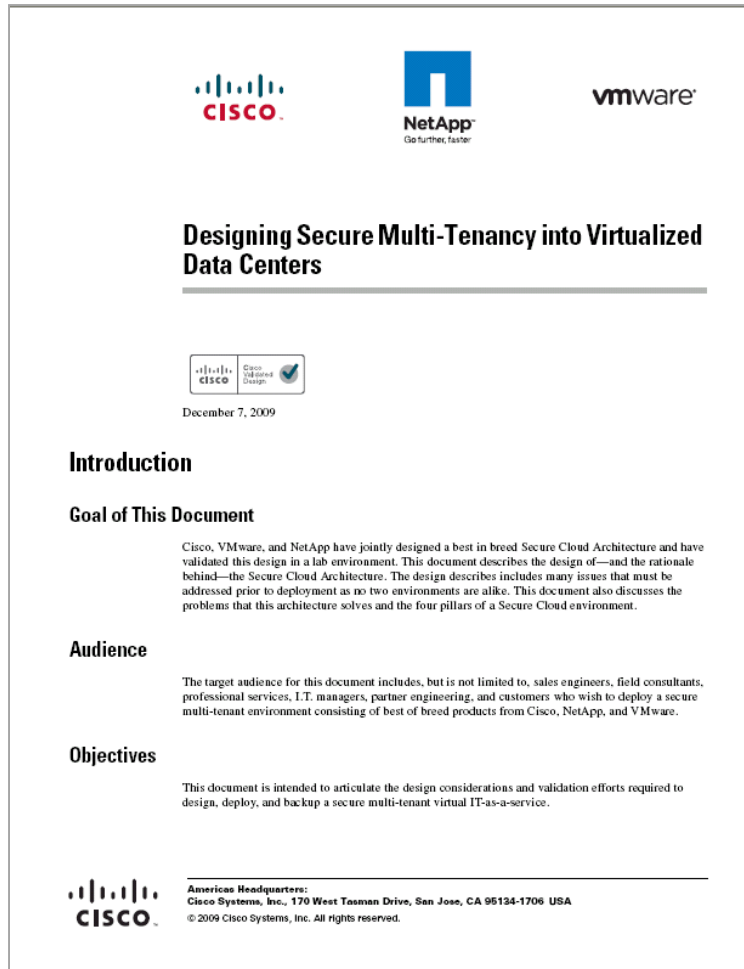 CISCO
NetApp™
Go further, faster
vmware®
Designing Secure Multi-Tenancy into Virtualized
Data Centers
CISCO
Cisco
Validated
Design
December 7, 2009
Introduction
Goal of This Document
Cisco, VMware, and NetApp have jointly designed a best in breed Secure Cloud Architecture and have
validated this design in a lab environment. This document describes the design of—and the rationale
behind—the Secure Cloud Architecture. The design describes includes many issues that must be
addressed prior to deployment as no two environments are alike. This document also discusses the
problems that this architecture solves and the four pillars of a Secure Cloud environment.
Audience
The target audience for this document includes, but is not limited to, sales engineers, field consultants,
professional services, I.T. managers, partner engineering, and customers who wish to deploy a secure
multi-tenant environment consisting of best of breed products from Cisco, NetApp, and VMware.
Objectives
This document is intended to articulate the design considerations and validation efforts required to
design, deploy, and backup a secure multi-tenant virtual IT-as-a-service.
CISCO
Americas Headquarters:
Cisco Systems, Inc., 170 West Tasman Drive, San Jose, CA 95134-1706 USA
© 2009 Cisco Systems, Inc. All rights reserved.